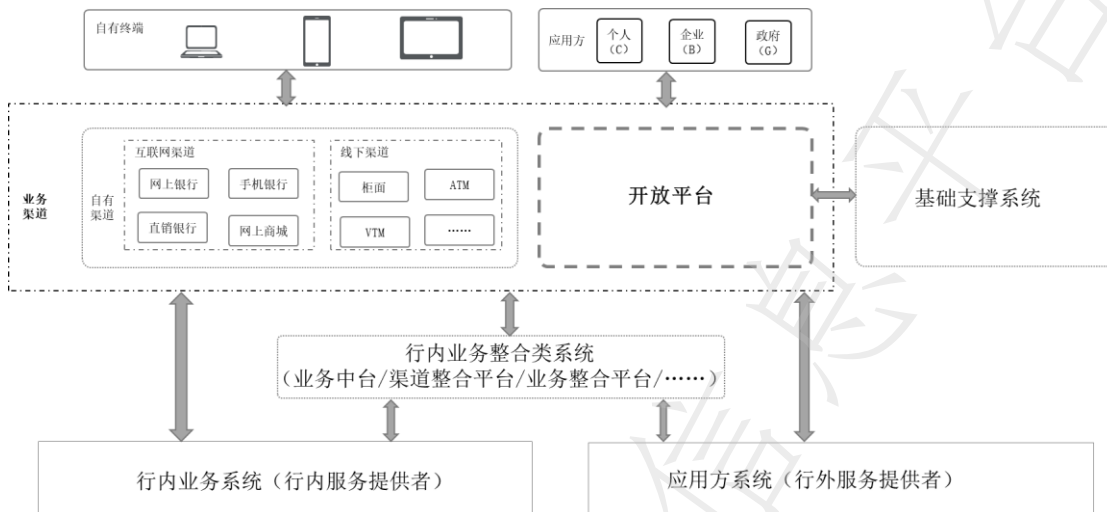 自有终端
应用方
个人
(C)
企业
(B)
政府
(G)
业务
渠道
自有
渠道
互联网渠道
网上银行
手机银行
直销银行
网上商城
线下渠道
柜面
ATM
VTM
……
开放平台
基础支撑系统
行内业务整合类系统
(业务中台/渠道整合平台/业务整合平台/……)
行内业务系统（行内服务提供者）
应用方系统（行外服务提供者）
信息平台